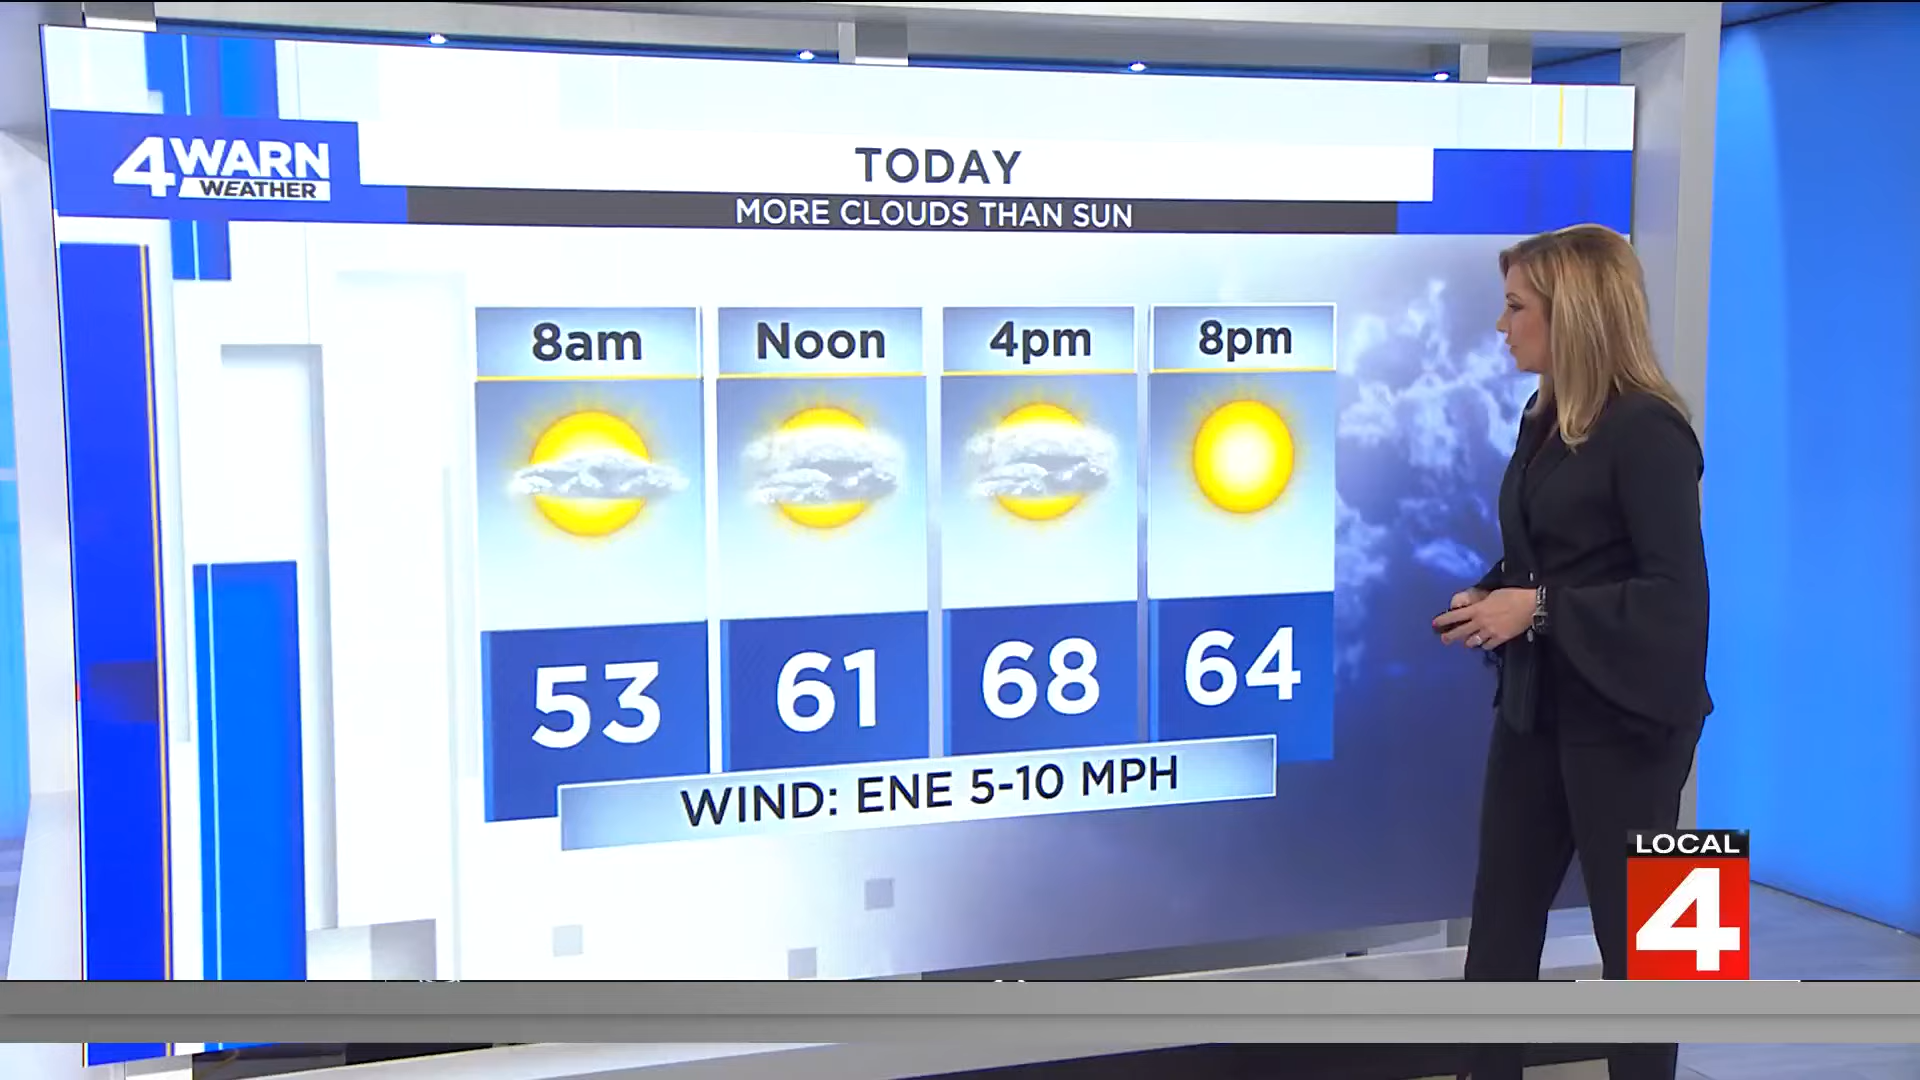 4WARN
WEATHER
TODAY
MORE CLOUDS THAN SUN
8am
Noon
4pm
8pm
53
61
68
64
WIND: ENE 5-10 MPH
LOCAL
4